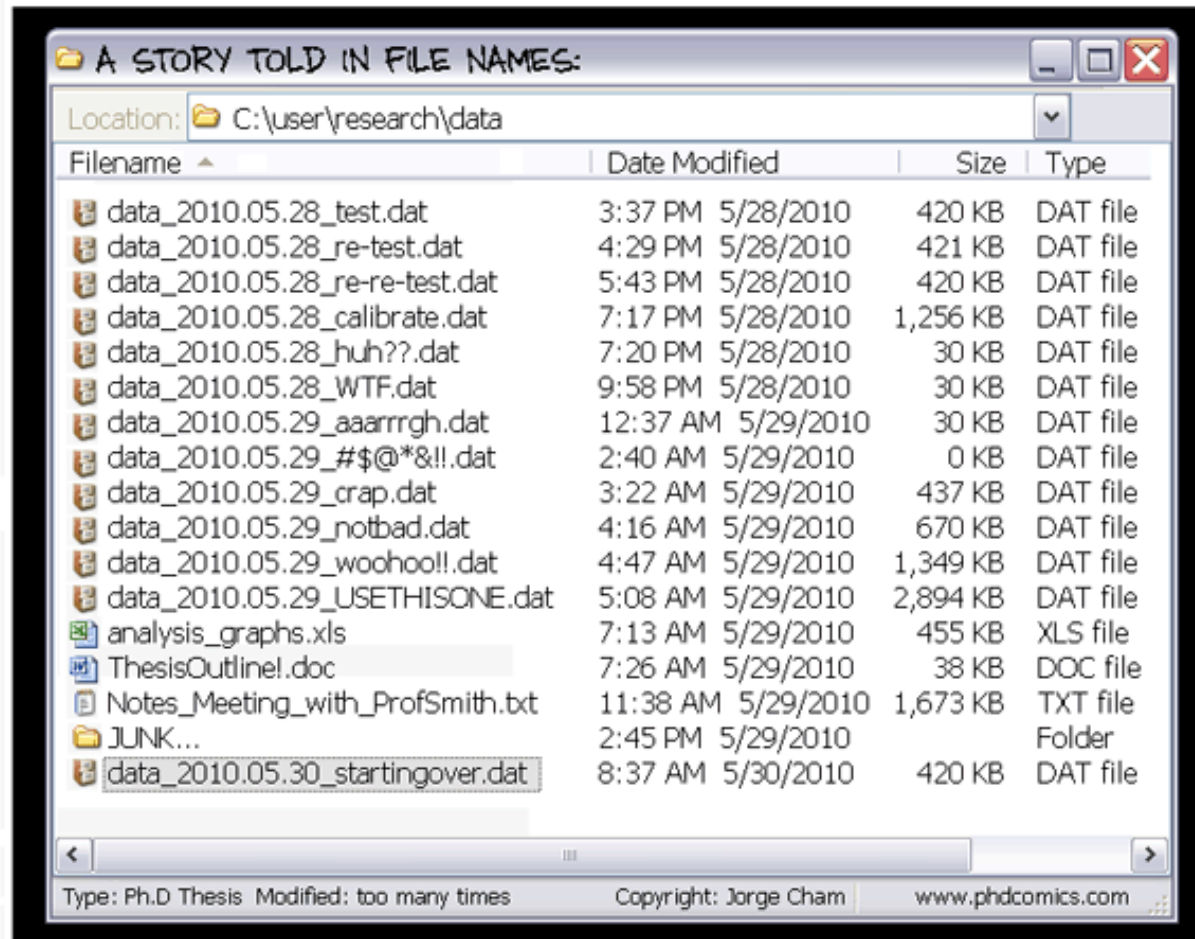 A STORY TOLD IN FILE NAMES:
Location: C:\user\research\data
Filename Date Modified Size Type
data_2010.05.28_test.dat 3:37 PM 5/28/2010 420 KB DAT file
data_2010.05.28_re-test.dat 4:29 PM 5/28/2010 421 KB DAT file
data_2010.05.28_re-re-test.dat 5:43 PM 5/28/2010 420 KB DAT file
data_2010.05.28_calibrate.dat 7:17 PM 5/28/2010 1,256 KB DAT file
data_2010.05.28_huh??.dat 7:20 PM 5/28/2010 30 KB DAT file
data_2010.05.28_WTF.dat 9:58 PM 5/28/2010 30 KB DAT file
data_2010.05.29_aaarrrgh.dat 12:37 AM 5/29/2010 30 KB DAT file
data_2010.05.29_#$@*&!!.dat 2:40 AM 5/29/2010 0 KB DAT file
data_2010.05.29_crap.dat 3:22 AM 5/29/2010 437 KB DAT file
data_2010.05.29_notbad.dat 4:16 AM 5/29/2010 670 KB DAT file
data_2010.05.29_woohoo!!.dat 4:47 AM 5/29/2010 1,349 KB DAT file
data_2010.05.29_USETHISONE.dat 5:08 AM 5/29/2010 2,894 KB DAT file
analysis_graphs.xls 7:13 AM 5/29/2010 455 KB XLS file
ThesisOutline!.doc 7:26 AM 5/29/2010 38 KB DOC file
Notes_Meeting_with_ProfSmith.txt 11:38 AM 5/29/2010 1,673 KB TXT file
JUNK... 2:45 PM 5/29/2010 Folder
data_2010.05.30_startingover.dat 8:37 AM 5/30/2010 420 KB DAT file
Type: Ph.D Thesis Modified: too many times Copyright: Jorge Cham www.phdcomics.com